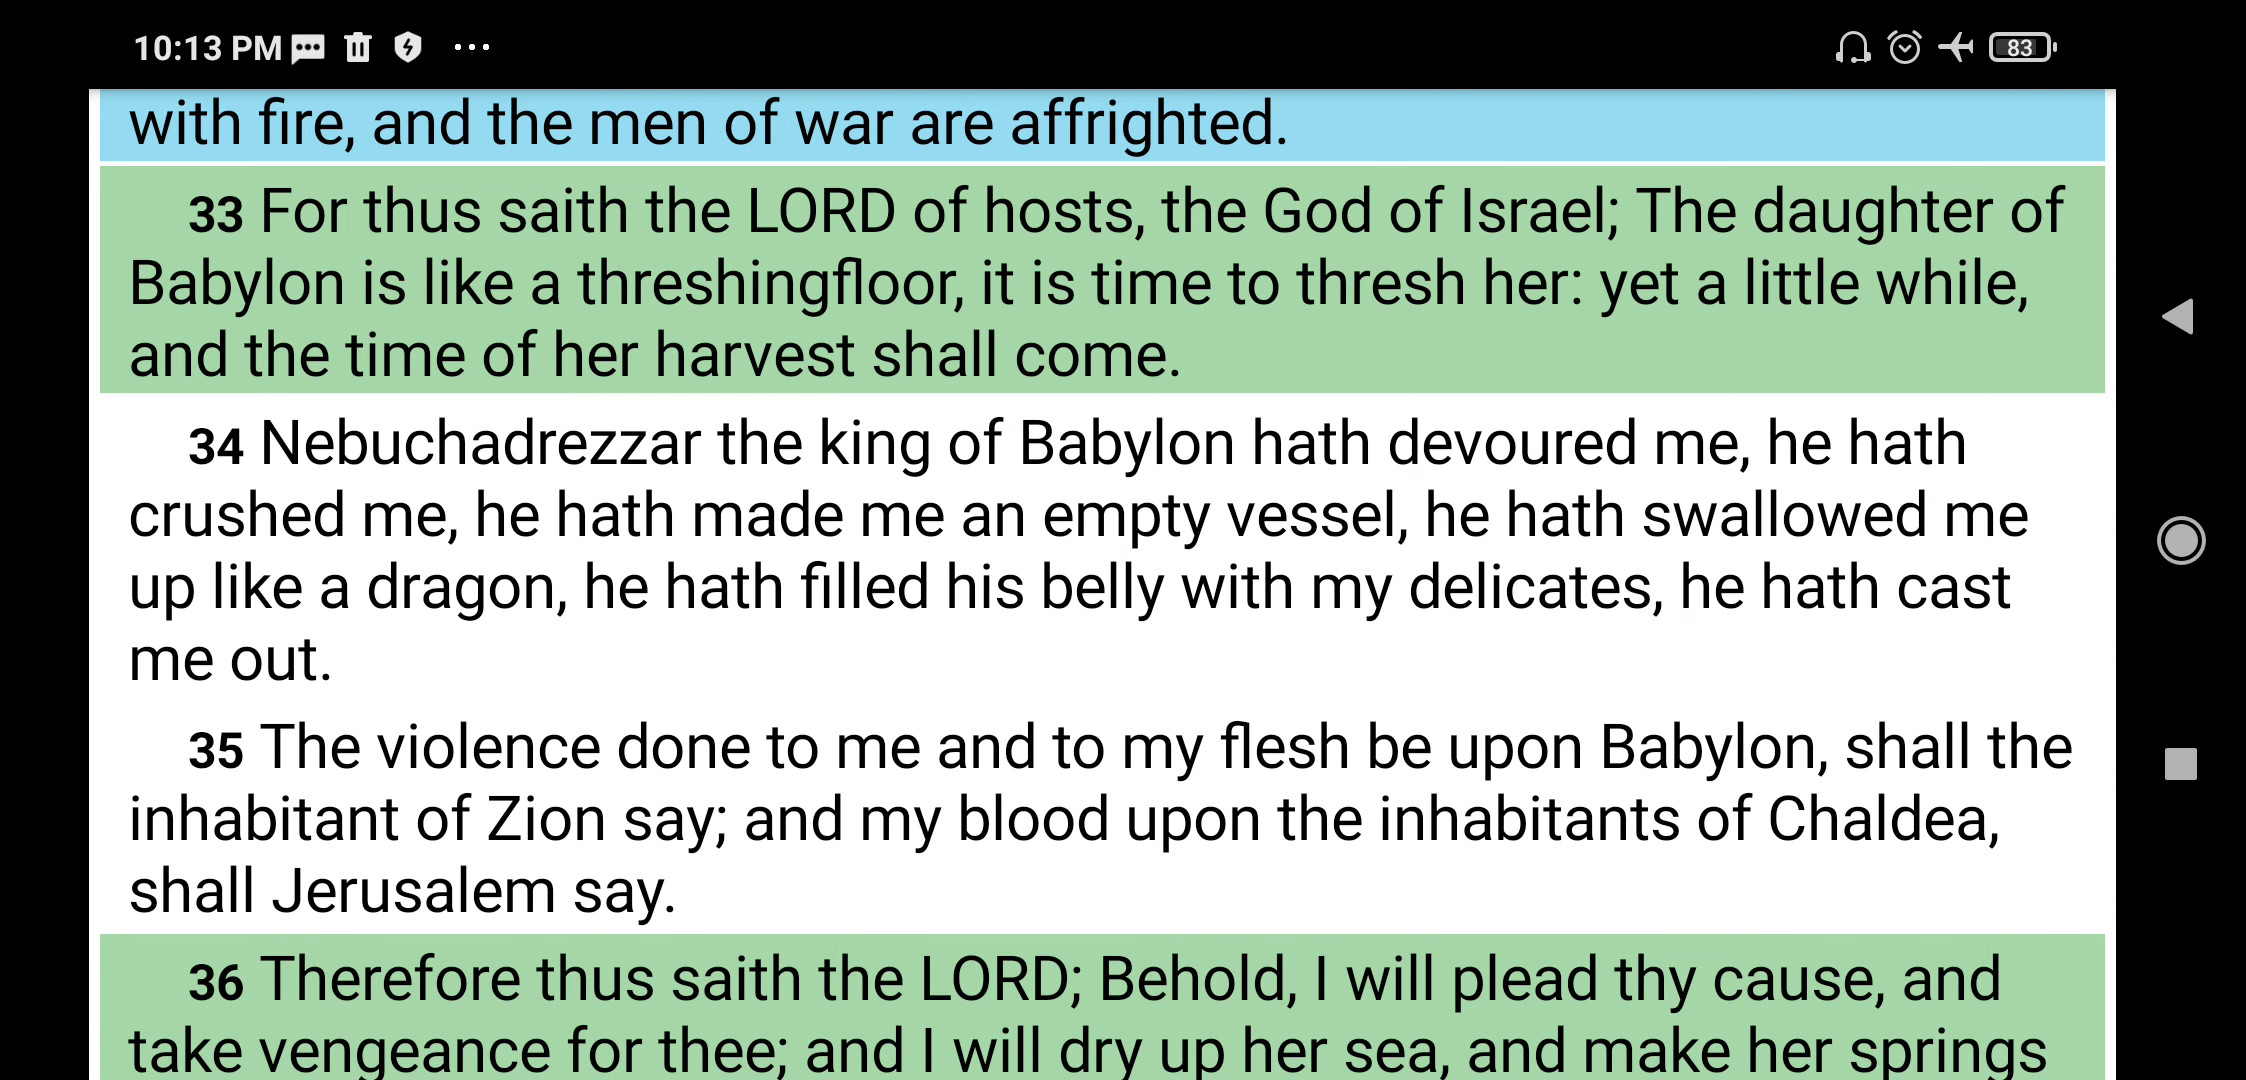 10:13 PM 83
with fire, and the men of war are affrighted.
33 For thus saith the LORD of hosts, the God of Israel; The daughter of
Babylon is like a threshingfloor, it is time to thresh her: yet a little while,
and the time of her harvest shall come.
34 Nebuchadrezzar the king of Babylon hath devoured me, he hath
crushed me, he hath made me an empty vessel, he hath swallowed me
up like a dragon, he hath filled his belly with my delicates, he hath cast
me out.
35 The violence done to me and to my flesh be upon Babylon, shall the
inhabitant of Zion say; and my blood upon the inhabitants of Chaldea,
shall Jerusalem say.
36 Therefore thus saith the LORD; Behold, I will plead thy cause, and
take vengeance for thee; and I will dry up her sea, and make her springs